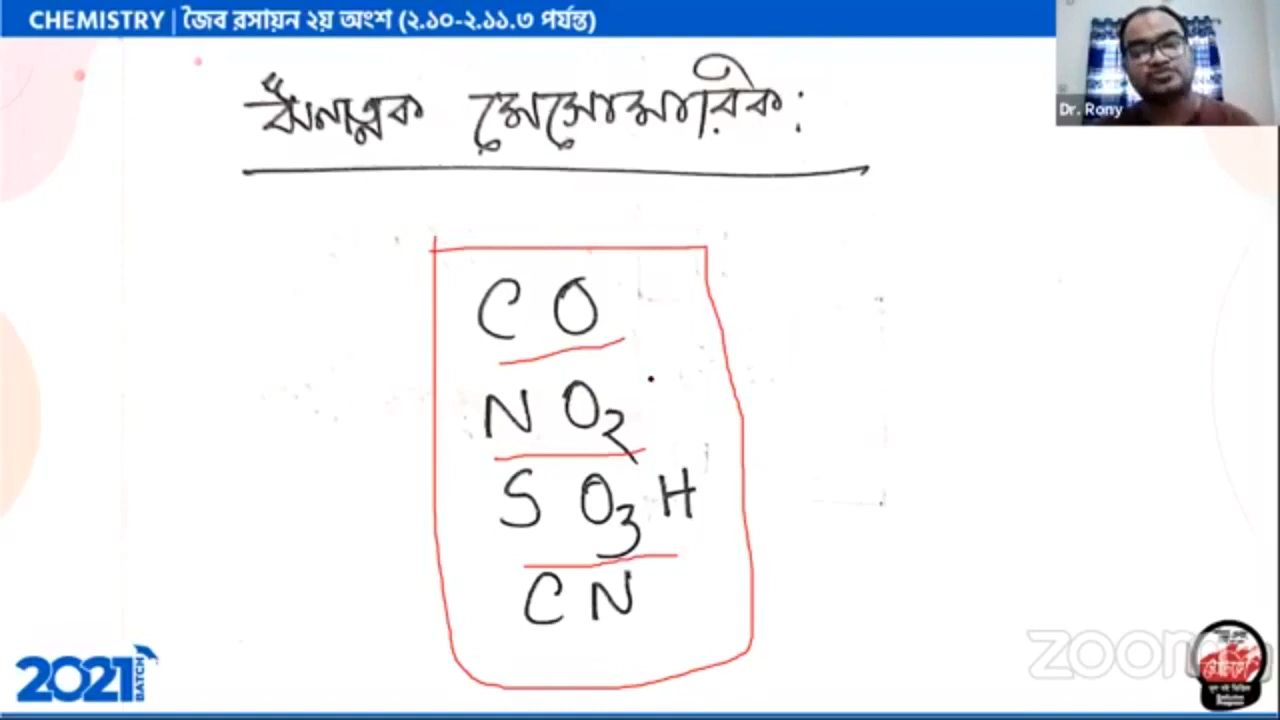 CHEMISTRY | জৈব রসায়ন ২য় অংশ (২.১০-২.১১.৩ পর্যন্ত)
Dr. Rony
ঋণাত্নক মেসোমারিক:
CO
NO2
SO3H
CN
2021 BATCH
zoom